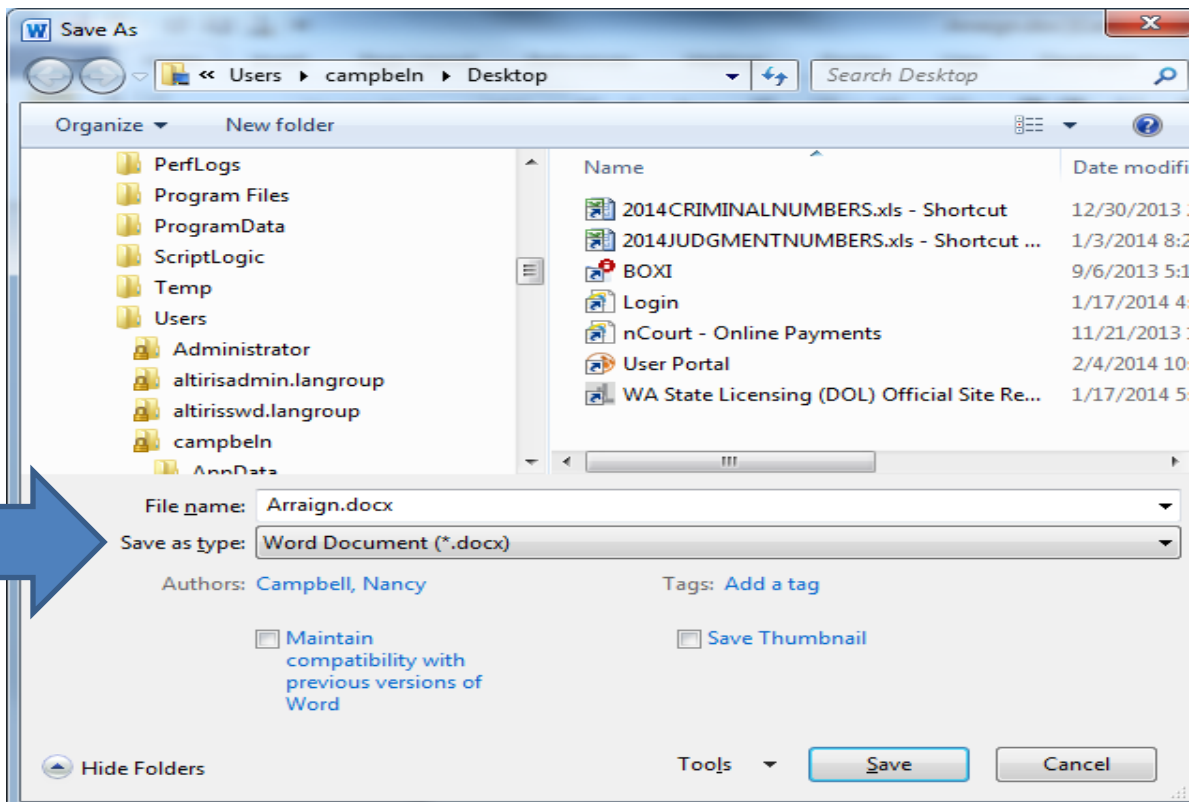 Save As
« Users ▸ campbeln ▸ Desktop
Search Desktop
Organize
New folder
PerfLogs
Program Files
ProgramData
ScriptLogic
Temp
Users
Administrator
altirisadmin.langroup
altirisswd.langroup
campbeln
AppData
Name
Date modifi
2014CRIMINALNUMBERS.xls - Shortcut
12/30/2013
2014JUDGMENTNUMBERS.xls - Shortcut ...
1/3/2014 8:2
BOXI
9/6/2013 5:1
Login
1/17/2014 4:
nCourt - Online Payments
11/21/2013
User Portal
2/4/2014 10:
WA State Licensing (DOL) Official Site Re...
1/17/2014 5:
File name: Arraign.docx
Save as type: Word Document (*.docx)
Authors: Campbell, Nancy
Tags: Add a tag
Maintain
compatibility with
previous versions of
Word
Save Thumbnail
Hide Folders
Tools
Save
Cancel